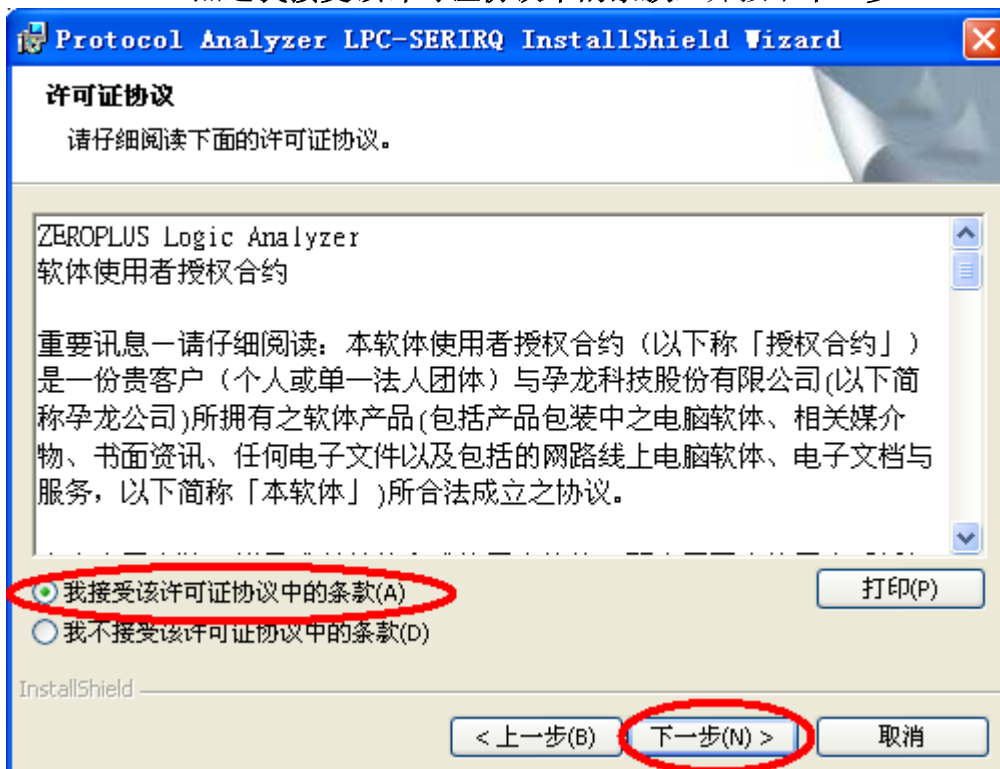 Protocol Analyzer LPC-SERIRQ InstallShield Wizard
许可证协议
请仔细阅读下面的许可证协议。
ZEROPLUS Logic Analyzer
软体使用者授权合约
重要讯息－请仔细阅读：本软体使用者授权合约（以下称「授权合约」）
是一份贵客户（个人或单一法人团体）与孕龙科技股份有限公司(以下简
称孕龙公司)所拥有之软体产品(包括产品包装中之电脑软体、相关媒介
物、书面资讯、任何电子文件以及包括的网路线上电脑软体、电子文档与
服务，以下简称「本软体」)所合法成立之协议。
我接受该许可证协议中的条款(A)
打印(P)
我不接受该许可证协议中的条款(D)
InstallShield
< 上一步(B)
下一步(N) >
取消